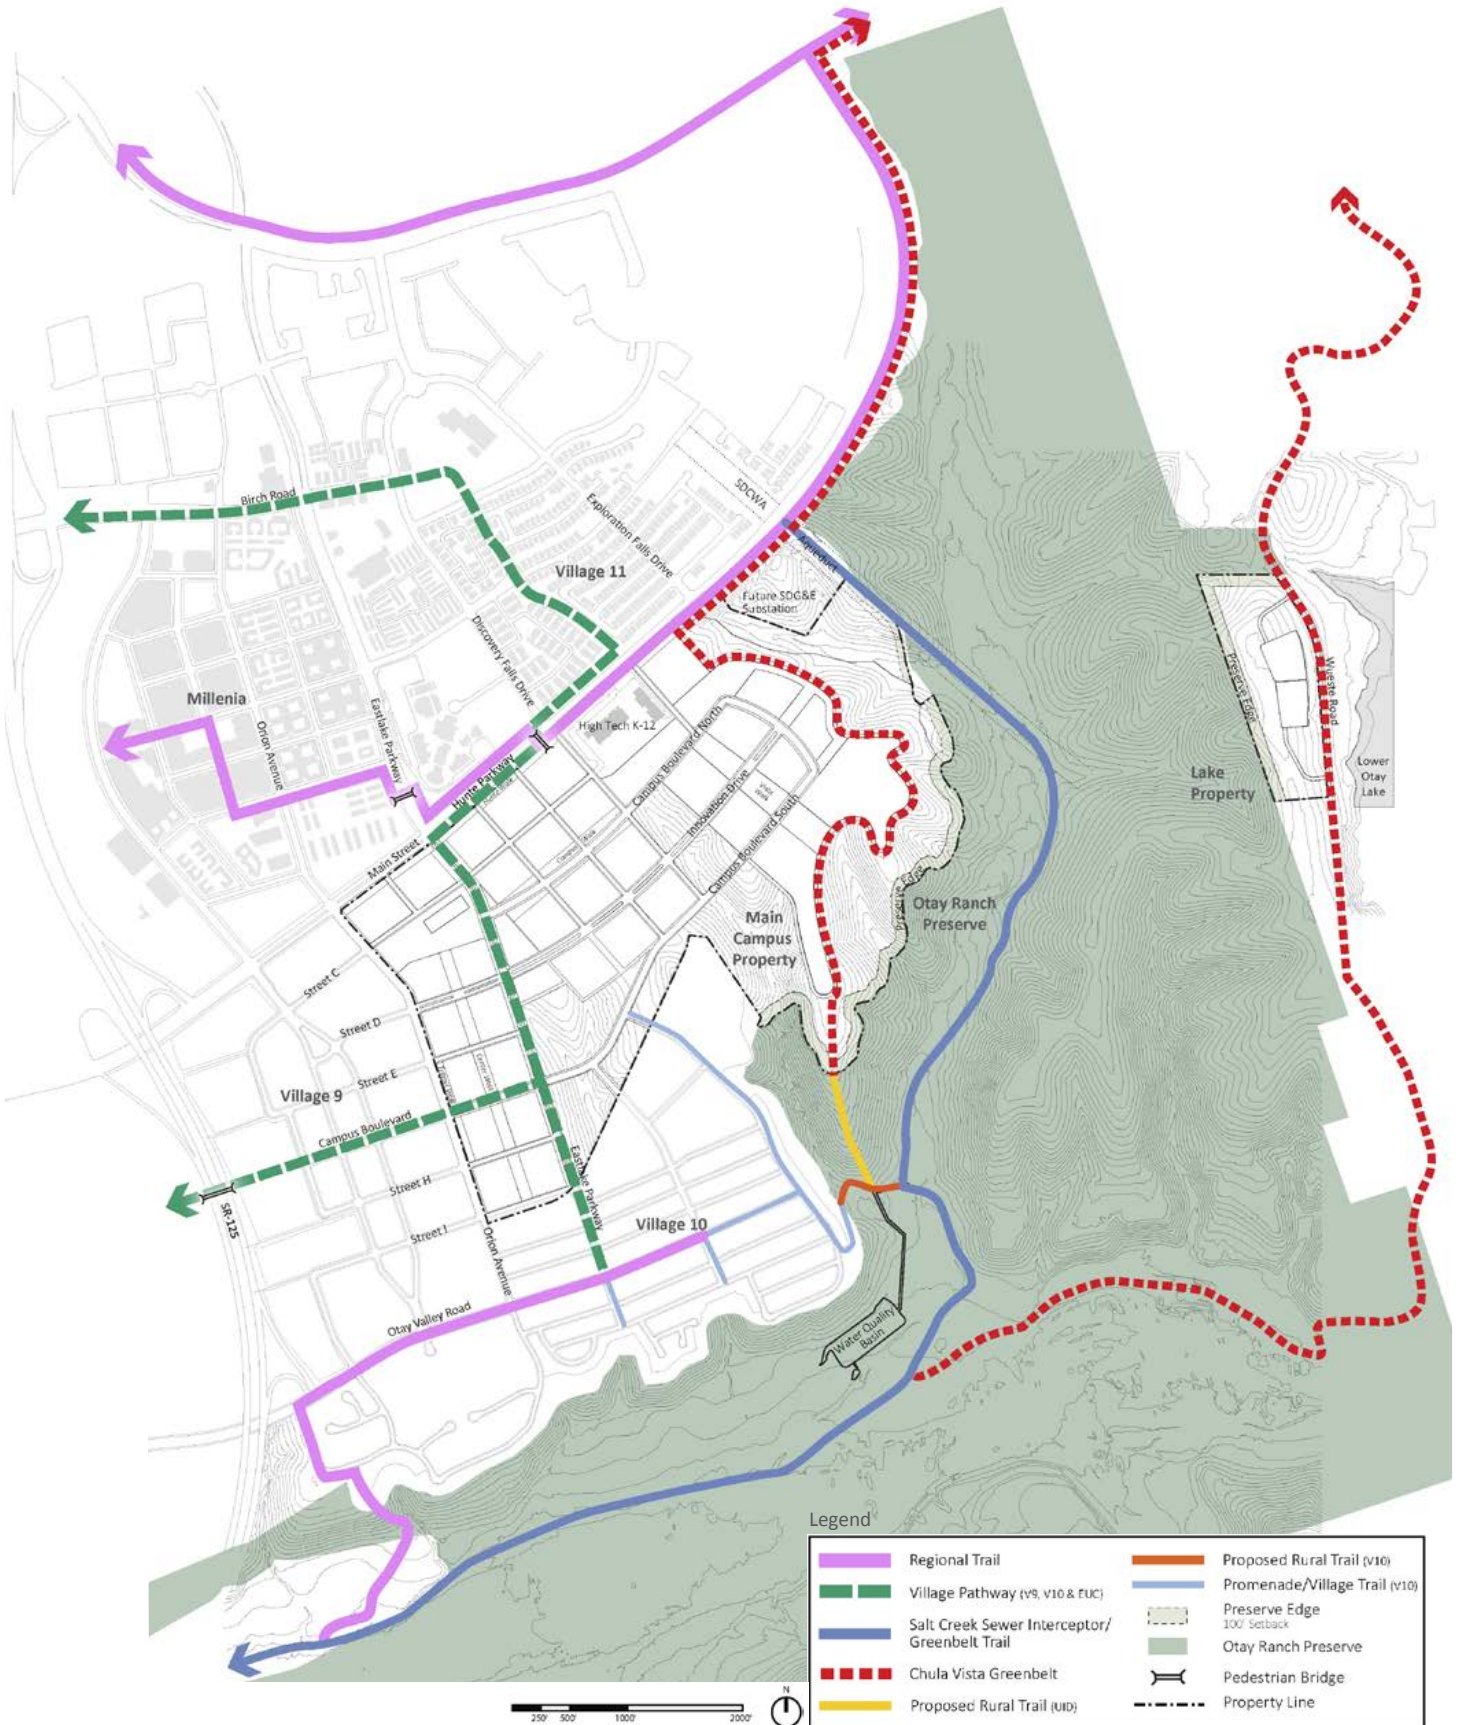 Birch Road
SDCWA
Exploration Falls Drive
Village 11
Aqueduct
Future SDG&E
Substation
Discovery Falls Drive
Millenia
Orion Avenue
Eastlake Parkway
High Tech K-12
Hunte Parkway
Campus Boulevard North
Innovation Drive
Campus Boulevard South
Main Street
Preserve Edge
Wueste Road
Lake
Property
Lower
Otay
Lake
Preserve Edge
Otay Ranch
Preserve
Main
Campus
Property
Street C
Street D
Street E
Village 9
Campus Boulevard
Street H
Street I
SR-125
Orion Avenue
Eastlake Parkway
Village 10
Otay Valley Road
Water Quality
Basin
Legend
Regional Trail
Village Pathway (V9, V10 & EUC)
Salt Creek Sewer Interceptor/
Greenbelt Trail
Chula Vista Greenbelt
Proposed Rural Trail (UID)
Proposed Rural Trail (V10)
Promenade/Village Trail (V10)
Preserve Edge
100' Setback
Otay Ranch Preserve
Pedestrian Bridge
Property Line
250' 500' 1000' 2000'
N